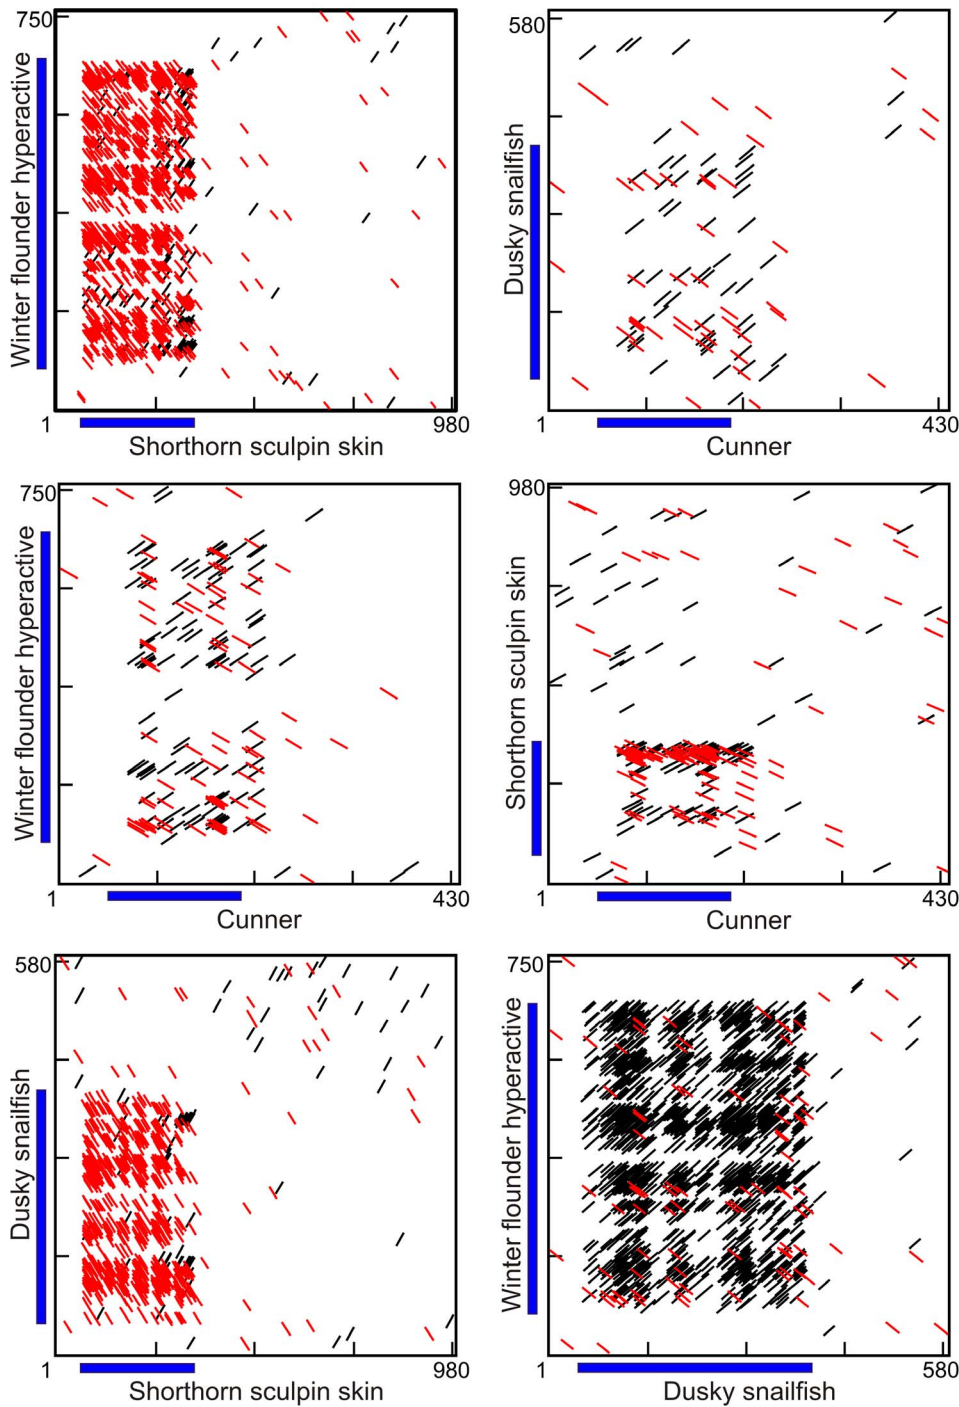 750
Winter flounder hyperactive
1
980
Shorthorn sculpin skin
580
Dusky snailfish
1
430
Cunner
750
Winter flounder hyperactive
1
430
Cunner
980
Shorthorn sculpin skin
1
430
Cunner
580
Dusky snailfish
1
980
Shorthorn sculpin skin
750
Winter flounder hyperactive
1
580
Dusky snailfish